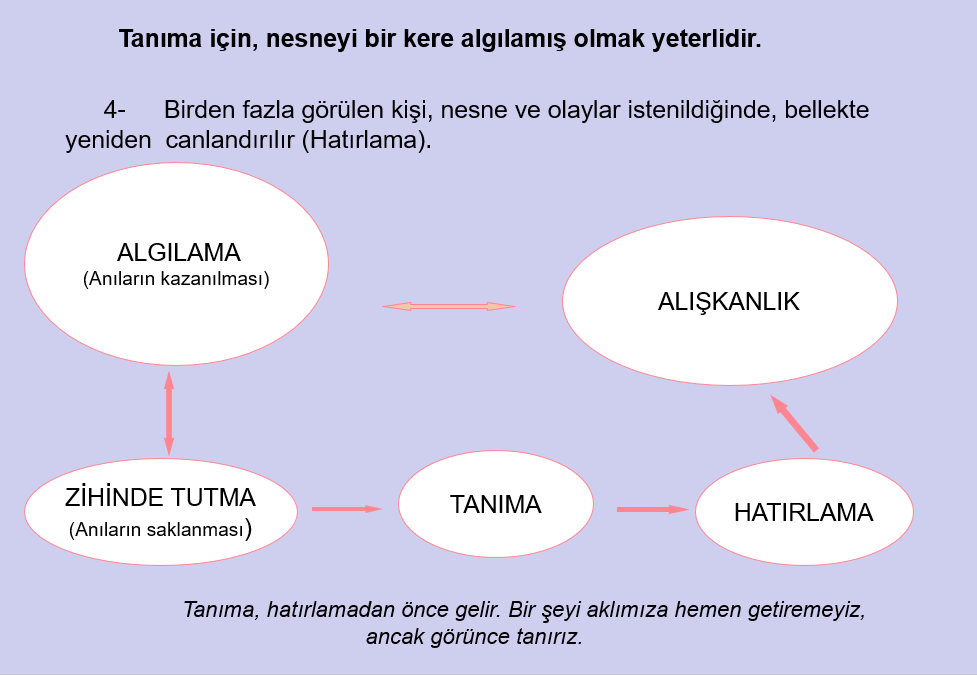 Tanıma için, nesneyi bir kere algılamış olmak yeterlidir.
4- Birden fazla görülen kişi, nesne ve olaylar istenildiğinde, bellekte
yeniden canlandırılır (Hatırlama).
ALGILAMA
(Anıların kazanılması)
ALIŞKANLIK
ZİHİNDE TUTMA
(Anıların saklanması)
TANIMA
HATIRLAMA
Tanıma, hatırlamadan önce gelir. Bir şeyi aklımıza hemen getiremeyiz,
ancak görünce tanırız.